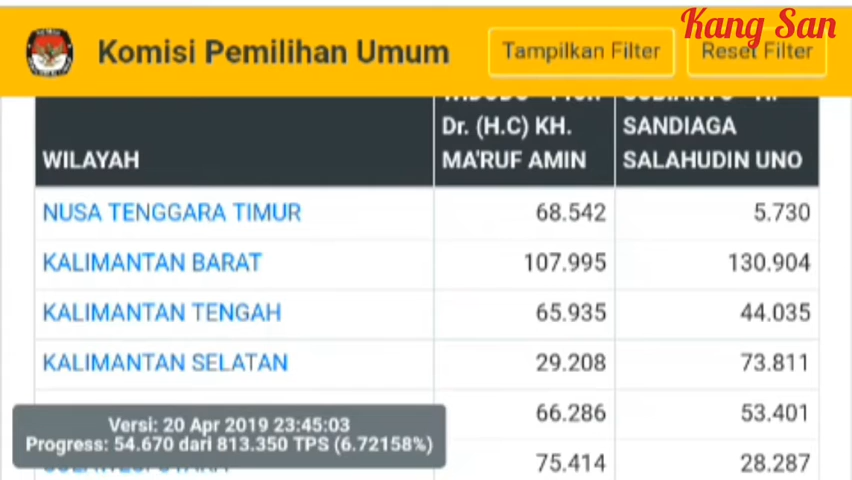 Kang San
Komisi Pemilihan Umum
Tampilkan Filter
Reset Filter
WILAYAH
Dr. (H.C) KH.
MA'RUF AMIN
SANDIAGA
SALAHUDIN UNO
NUSA TENGGARA TIMUR 68.542 5.730
KALIMANTAN BARAT 107.995 130.904
KALIMANTAN TENGAH 65.935 44.035
KALIMANTAN SELATAN 29.208 73.811
66.286 53.401
75.414 28.287
Versi: 20 Apr 2019 23:45:03
Progress: 54.670 dari 813.350 TPS (6.72158%)